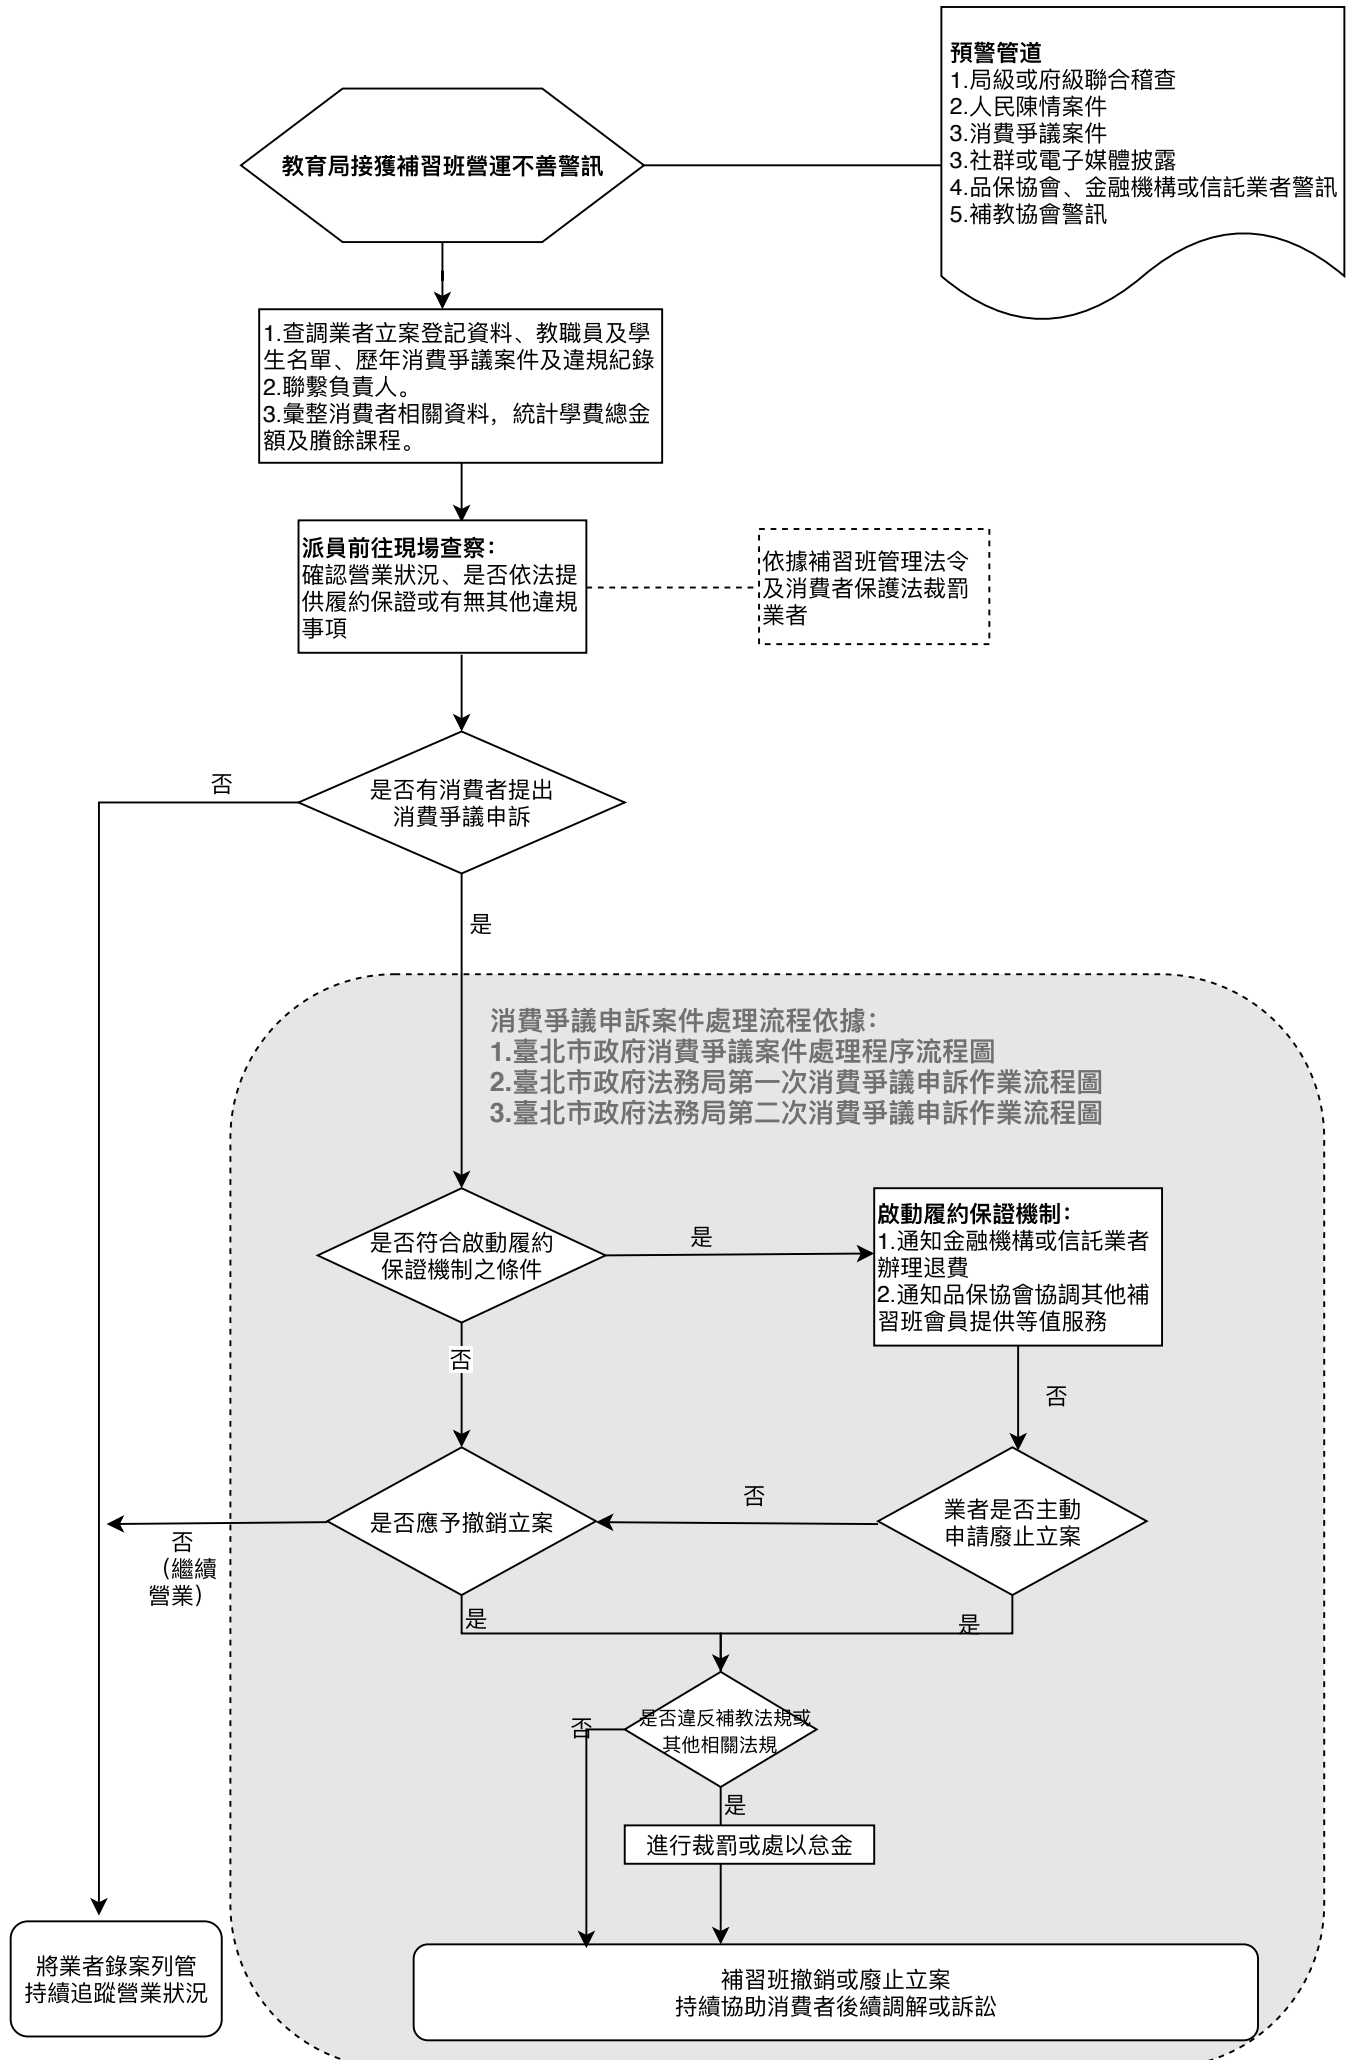 預警管道
1.局級或府級聯合稽查
2.人民陳情案件
3.消費爭議案件
3.社群或電子媒體披露
4.品保協會、金融機構或信託業者警訊
5.補教協會警訊
教育局接獲補習班營運不善警訊
1.查調業者立案登記資料、教職員及學
生名單、歷年消費爭議案件及違規紀錄
2.聯繫負責人。
3.彙整消費者相關資料，統計學費總金
額及賸餘課程。
派員前往現場查察：
確認營業狀況、是否依法提
供履約保證或有無其他違規
事項
依據補習班管理法令
及消費者保護法裁罰
業者
是否有消費者提出
消費爭議申訴
否
是
消費爭議申訴案件處理流程依據：
1.臺北市政府消費爭議案件處理程序流程圖
2.臺北市政府法務局第一次消費爭議申訴作業流程圖
3.臺北市政府法務局第二次消費爭議申訴作業流程圖
是否符合啟動履約
保證機制之條件
是
啟動履約保證機制：
1.通知金融機構或信託業者
辦理退費
2.通知品保協會協調其他補
習班會員提供等值服務
否
否
是否應予撤銷立案
否
業者是否主動
申請廢止立案
否
（繼續
營業）
是
是
是否違反補教法規或
其他相關法規
否
是
進行裁罰或處以怠金
將業者錄案列管
持續追蹤營業狀況
補習班撤銷或廢止立案
持續協助消費者後續調解或訴訟